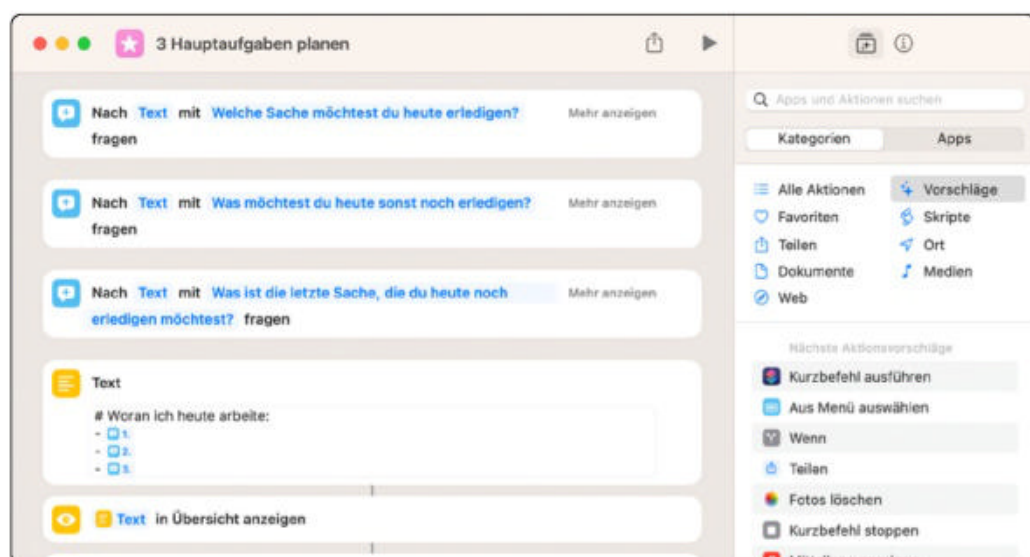 3 Hauptaufgaben planen
Nach Text mit Welche Sache möchtest du heute erledigen?
fragen
Mehr anzeigen
Nach Text mit Was möchtest du heute sonst noch erledigen?
fragen
Mehr anzeigen
Nach Text mit Was ist die letzte Sache, die du heute noch
erledigen möchtest? fragen
Mehr anzeigen
Text
# Woran ich heute arbeite:
- 1.
- 2.
- 3.
Text in Übersicht anzeigen
Apps und Aktionen suchen
Kategorien Apps
Alle Aktionen Vorschläge
Favoriten Skripte
Teilen Ort
Dokumente Medien
Web
Nächste Aktionsvorschläge
Kurzbefehl ausführen
Aus Menü auswählen
Wenn
Teilen
Fotos löschen
Kurzbefehl stoppen